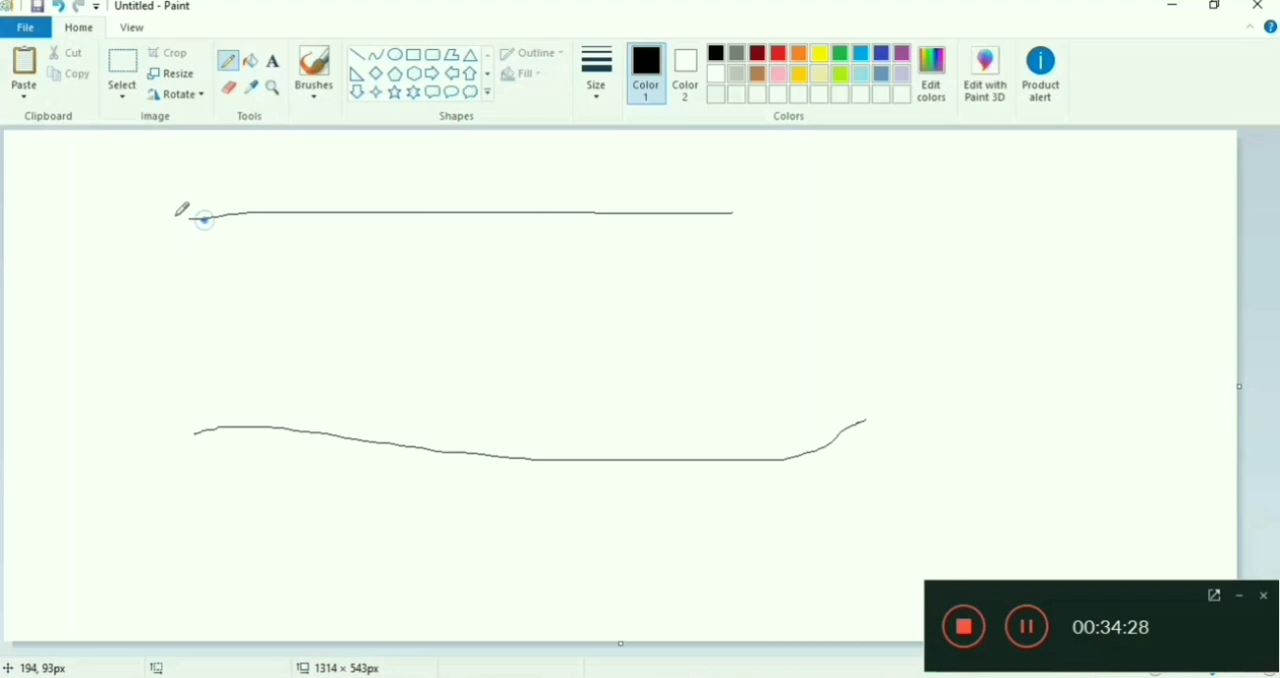 Untitled - Paint
File Home View
Paste
Cut
Copy
Clipboard
Select
Crop
Resize
Rotate
Image
A
Tools
Brushes
Outline
Fill
Shapes
Size
Color 1
Color 2
Edit colors
Colors
Edit with Paint 3D
Product alert
194, 93px
1314 × 543px
00:34:28